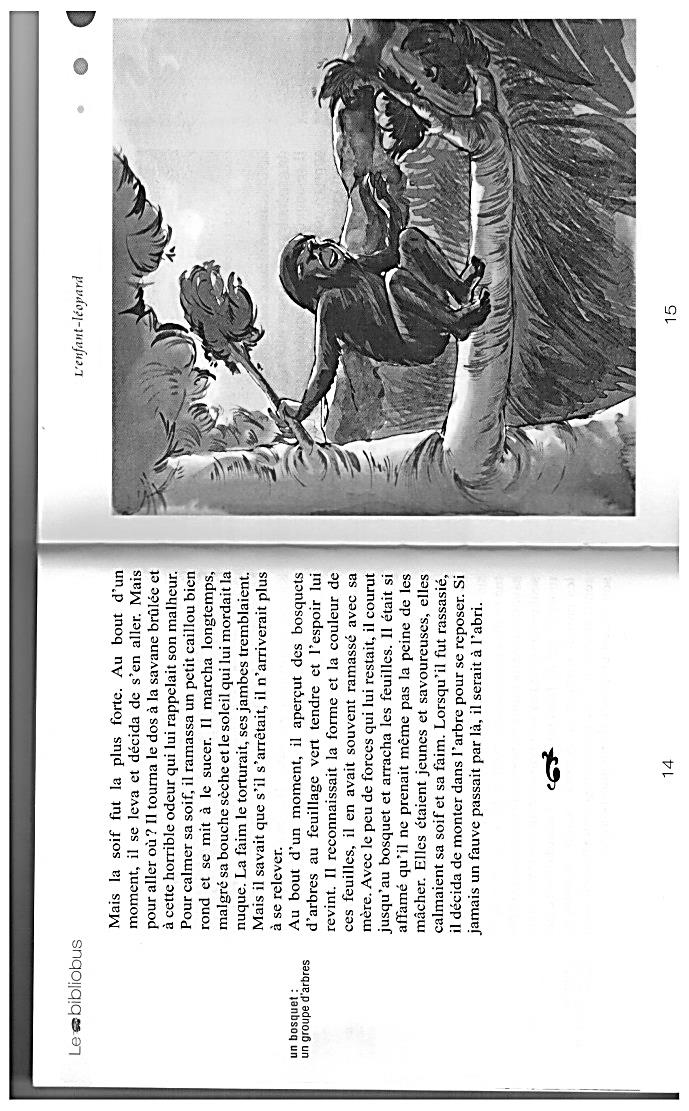 Le bibliobus
Mais la soif fut la plus forte. Au bout d'un
moment, il se leva et décida de s'en aller. Mais
pour aller où? Il tourna le dos à la savane brûlée et
à cette horrible odeur qui lui rappelait son malheur.
Pour calmer sa soif, il ramassa un petit caillou bien
rond et se mit à le sucer. Il marcha longtemps,
malgré sa bouche sèche et le soleil qui lui mordait la
nuque. La faim le torturait, ses jambes tremblaient.
Mais il savait que s'il s'arrêtait, il n'arriverait plus
à se relever.
un bosquet :
un groupe d'arbres
Au bout d'un moment, il aperçut des bosquets
d'arbres au feuillage vert tendre et l'espoir lui
revint. Il reconnaissait la forme et la couleur de
ces feuilles, il en avait souvent ramassé avec sa
mère. Avec le peu de forces qui lui restait, il courut
jusqu'au bosquet et arracha les feuilles. Il était si
affamé qu'il ne prenait même pas la peine de les
mâcher. Elles étaient jeunes et savoureuses, elles
calmaient sa soif et sa faim. Lorsqu'il fut rassasié,
il décida de monter dans l'arbre pour se reposer. Si
jamais un fauve passait par là, il serait à l'abri.
14
L'enfant-léopard
15